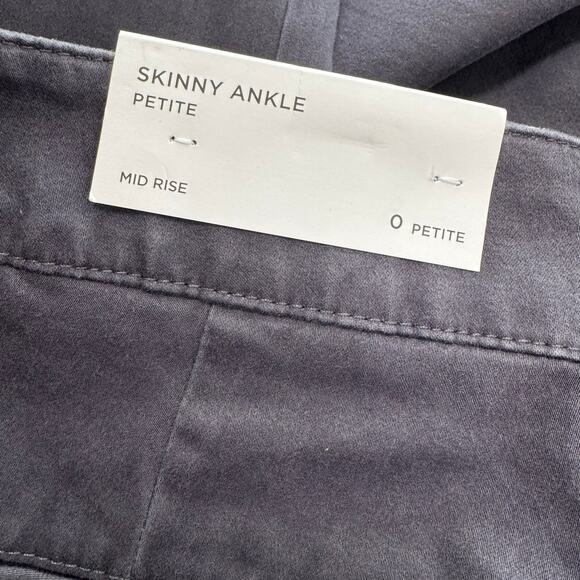 SKINNY ANKLE
PETITE
MID RISE
0 PETITE